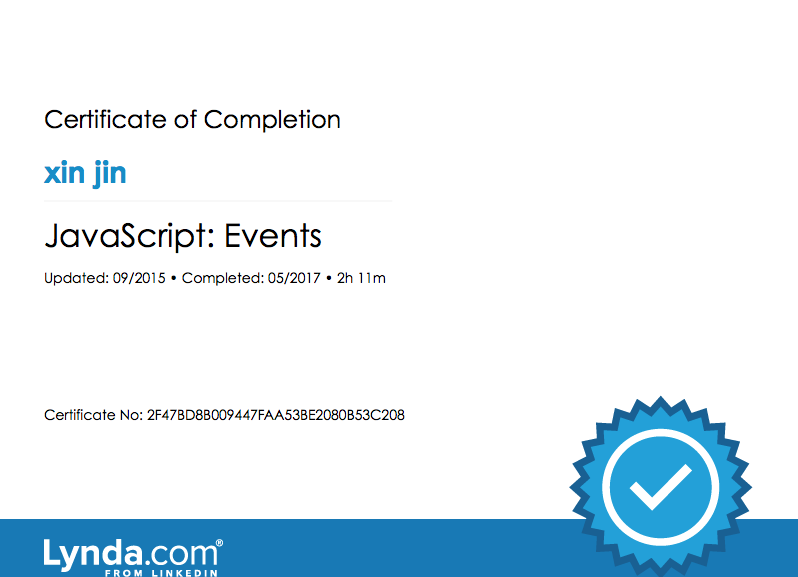 Certificate of Completion
xin jin
JavaScript: Events
Updated: 09/2015 • Completed: 05/2017 • 2h 11m
Certificate No: 2F47BD8B009447FAA53BE2080B53C208
Lynda.com®
FROM LINKEDIN